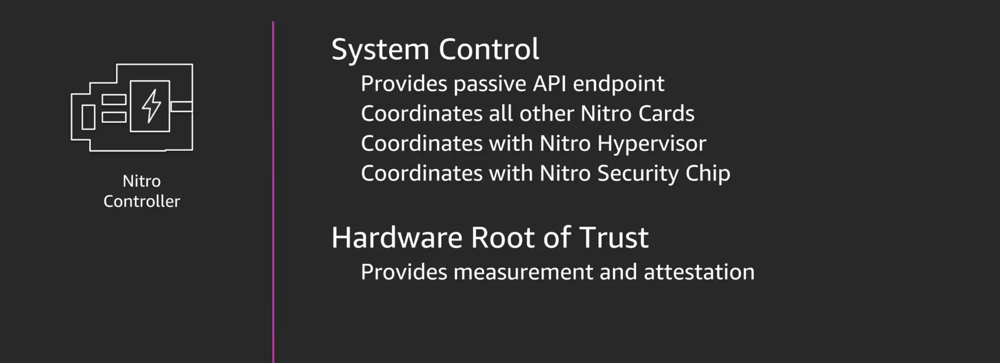 Nitro
Controller
System Control
Provides passive API endpoint
Coordinates all other Nitro Cards
Coordinates with Nitro Hypervisor
Coordinates with Nitro Security Chip
Hardware Root of Trust
Provides measurement and attestation